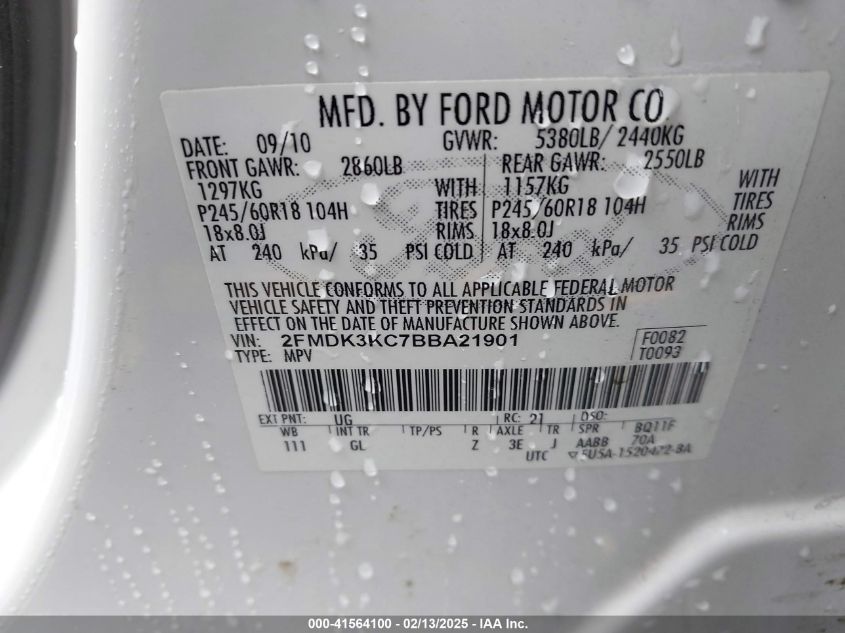 MFD. BY FORD MOTOR CO
DATE: 09/10 GVWR: 5380LB/ 2440KG
FRONT GAWR: 2860LB REAR GAWR: 2550LB
1297KG WITH 1157KG WITH
P245/60R18 104H TIRES P245/60R18 104H TIRES
18x8.0J RIMS 18x8.0J RIMS
AT 240 kPa/ 35 PSI COLD AT 240 kPa/ 35 PSI COLD
THIS VEHICLE CONFORMS TO ALL APPLICABLE FEDERAL MOTOR
VEHICLE SAFETY AND THEFT PREVENTION STANDARDS IN
EFFECT ON THE DATE OF MANUFACTURE SHOWN ABOVE.
VIN: 2FMDK3KC7BBA21901 F0082
TYPE: MPV T0093
EXT PNT: UG RC: 21 DSO:
WB INT TR TP/PS R AXLE TR SPR BQ11F
111 GL Z 3E J AABB 70A
UTC 5USA-1520472-BA
000-41564100 - 02/13/2025 - IAA Inc.